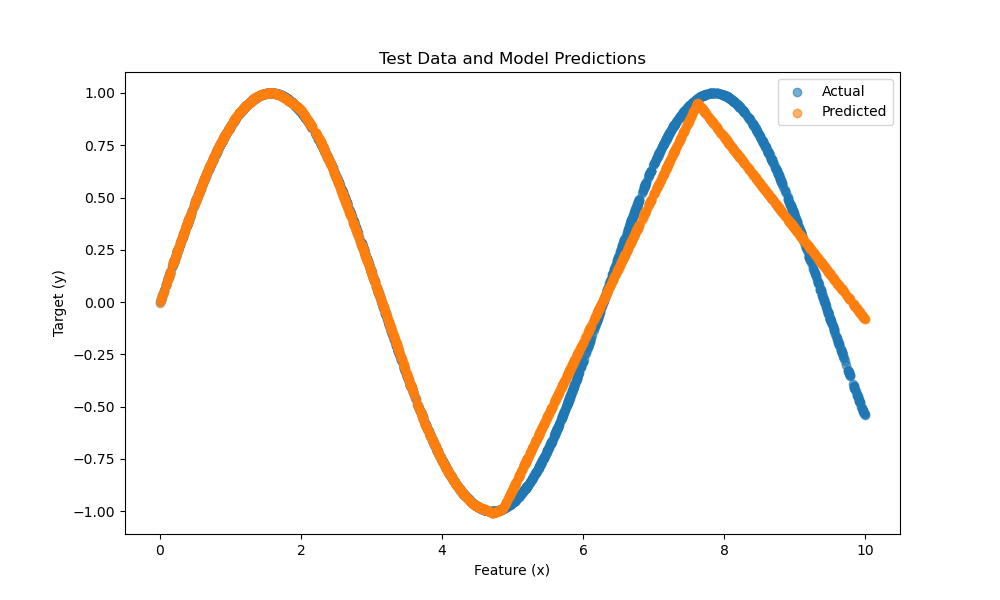 Test Data and Model Predictions
Actual
Predicted
1.00
0.75
0.50
0.25
0.00
−0.25
−0.50
−0.75
−1.00
Target (y)
0 2 4 6 8 10
Feature (x)